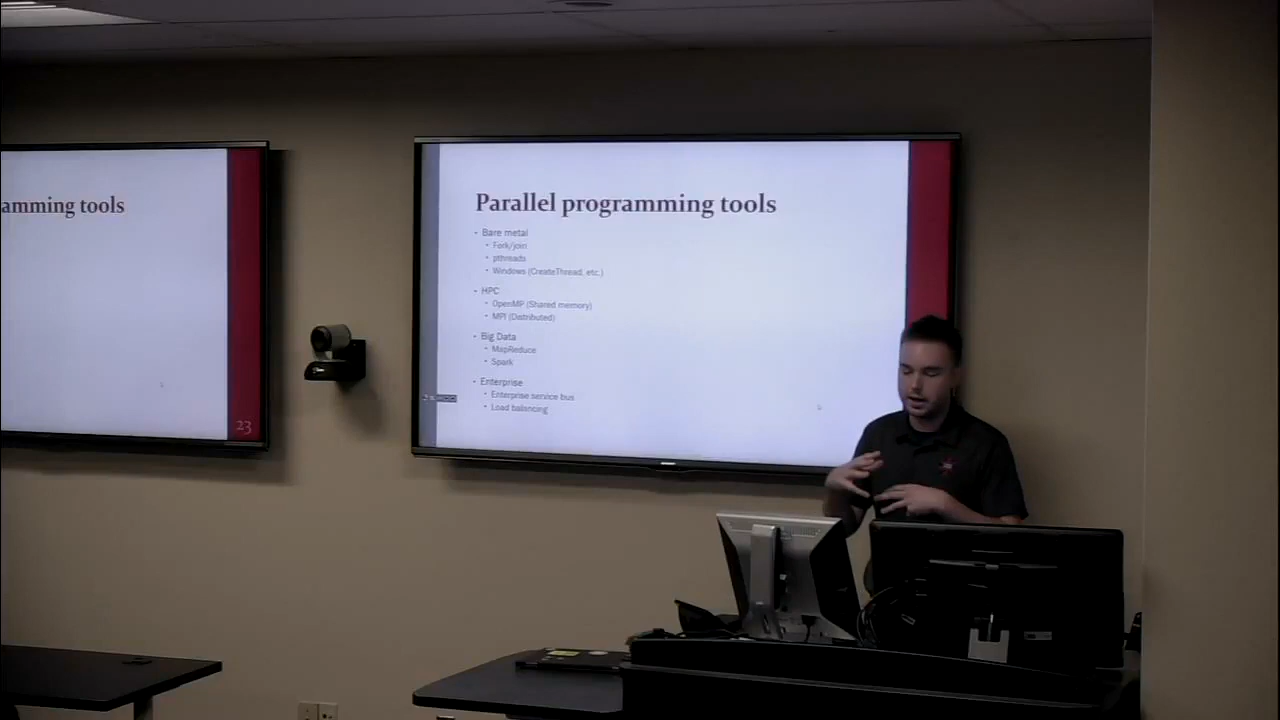 amming tools
23
Parallel programming tools
• Bare metal
• Fork/join
• pthreads
• Windows (CreateThread, etc.)
• HPC
• OpenMP (Shared memory)
• MPI (Distributed)
• Big Data
• MapReduce
• Spark
• Enterprise
• Enterprise service bus
• Load balancing